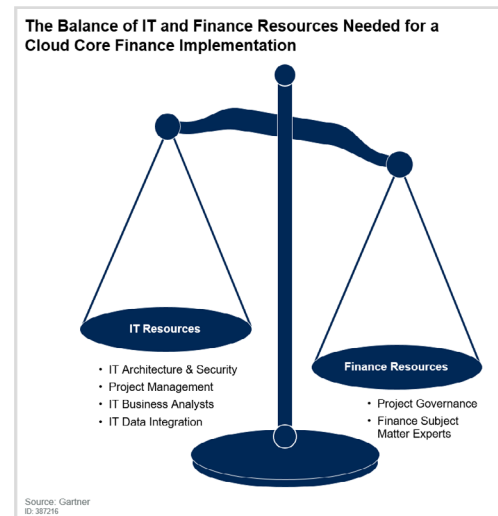 The Balance of IT and Finance Resources Needed for a
Cloud Core Finance Implementation
IT Resources
• IT Architecture & Security
• Project Management
• IT Business Analysts
• IT Data Integration
Finance Resources
• Project Governance
• Finance Subject
Matter Experts
Source: Gartner
ID: 387216